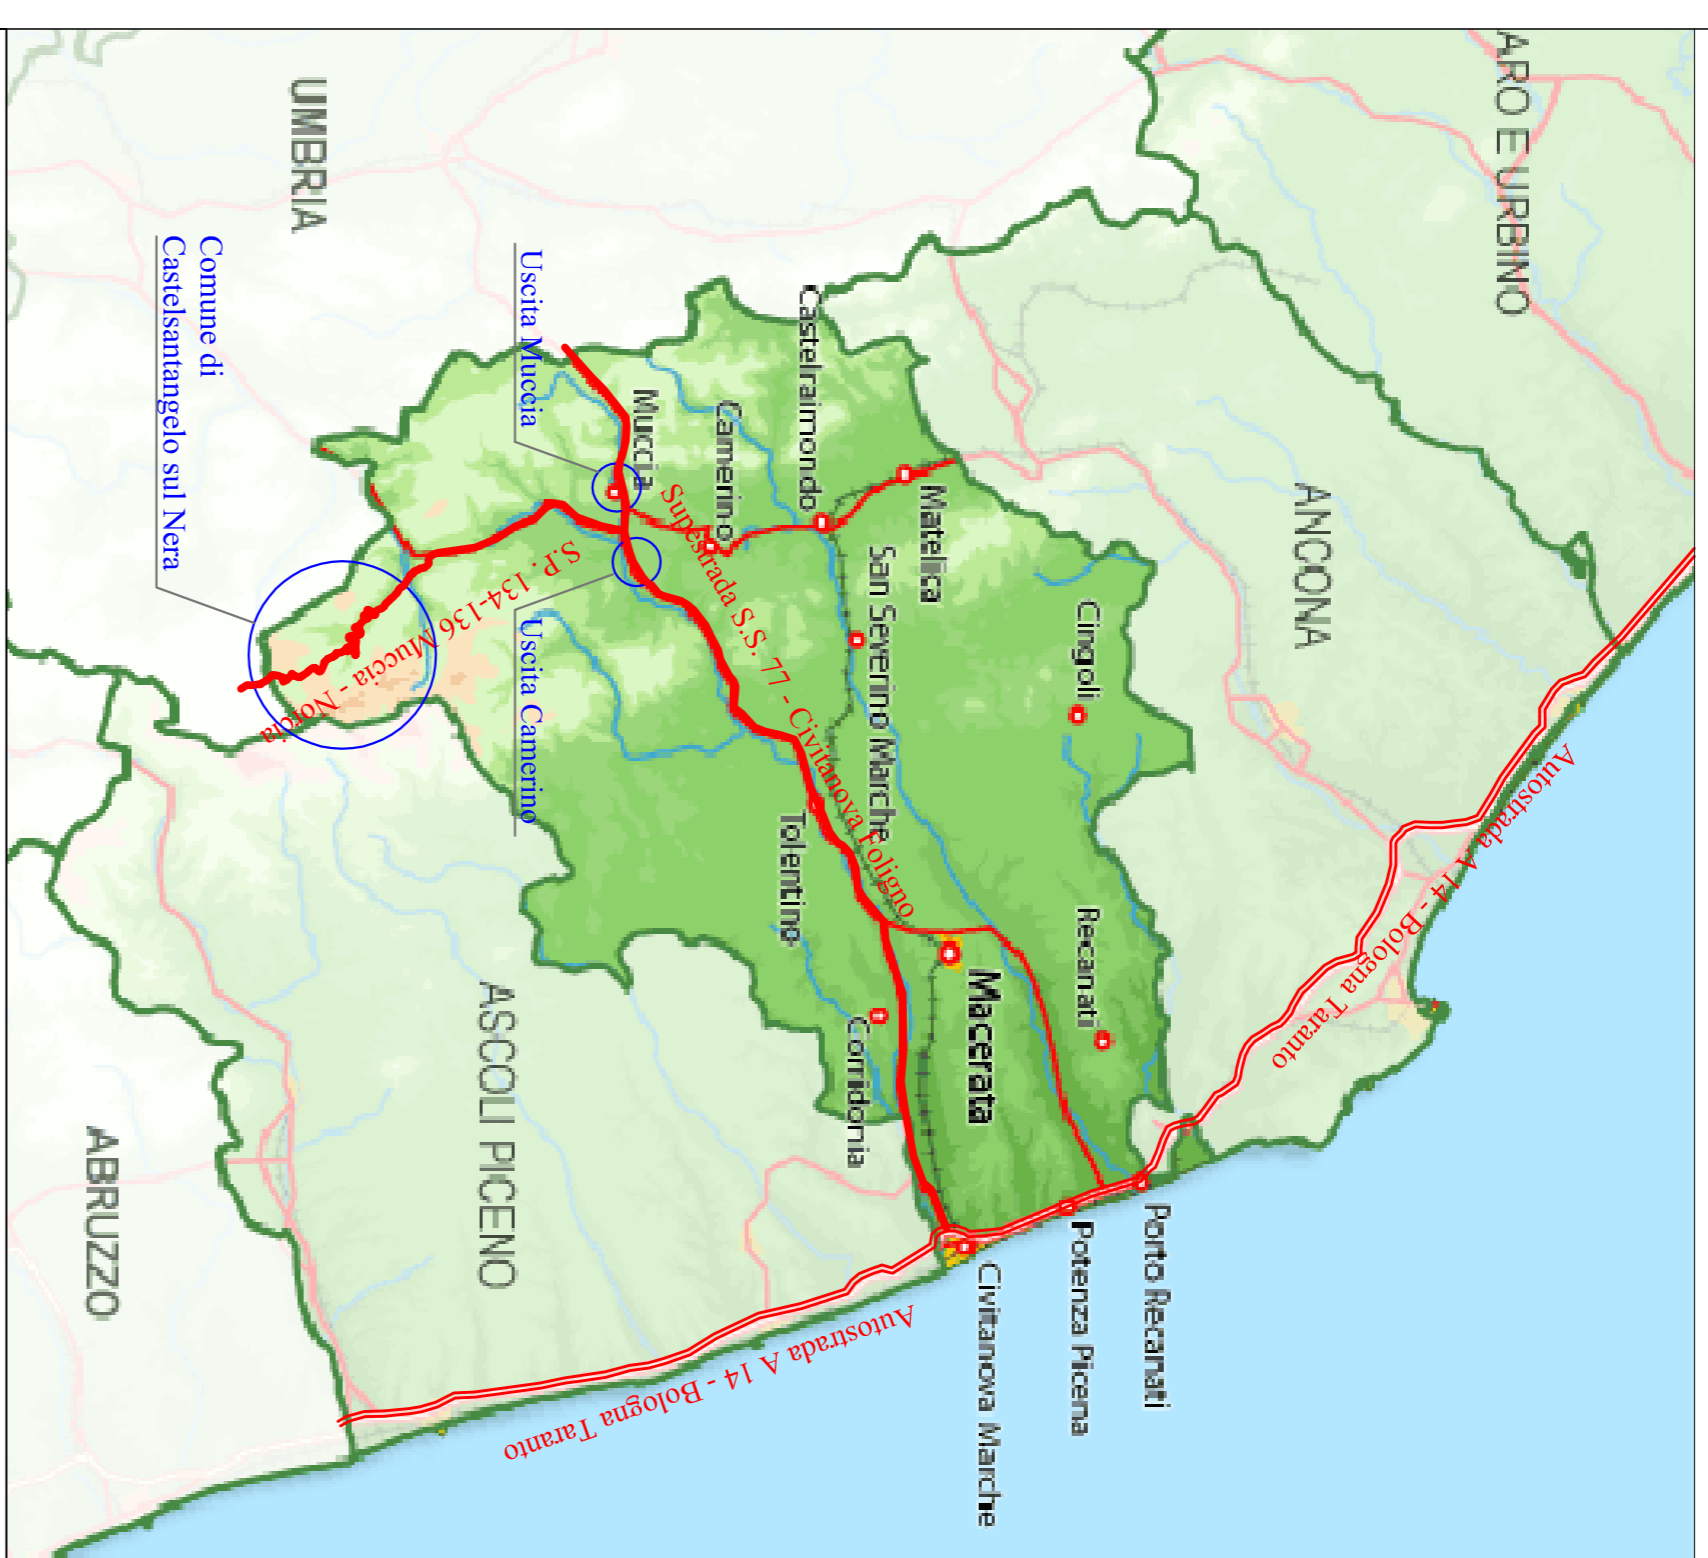 ARO E URBINO
ANCONA
UMBRIA
Comune di
Castelsantangelo sul Nera
Uscita Muccia
Muccia
Camerino
Castelraimondo
Matelica
San Severino Marche
Cingoli
Supestrada S.S. 77 - Civitanova Foligno
S.P. 134-136 Muccia - Norcia
Uscita Camerino
Tolentino
Recanati
Macerata
Corridonia
Autostrada A 14 - Bologna Taranto
Porto Recanati
Potenza Picena
Civitanova Marche
Autostrada A 14 - Bologna Taranto
ASCOLI PICENO
ABRUZZO